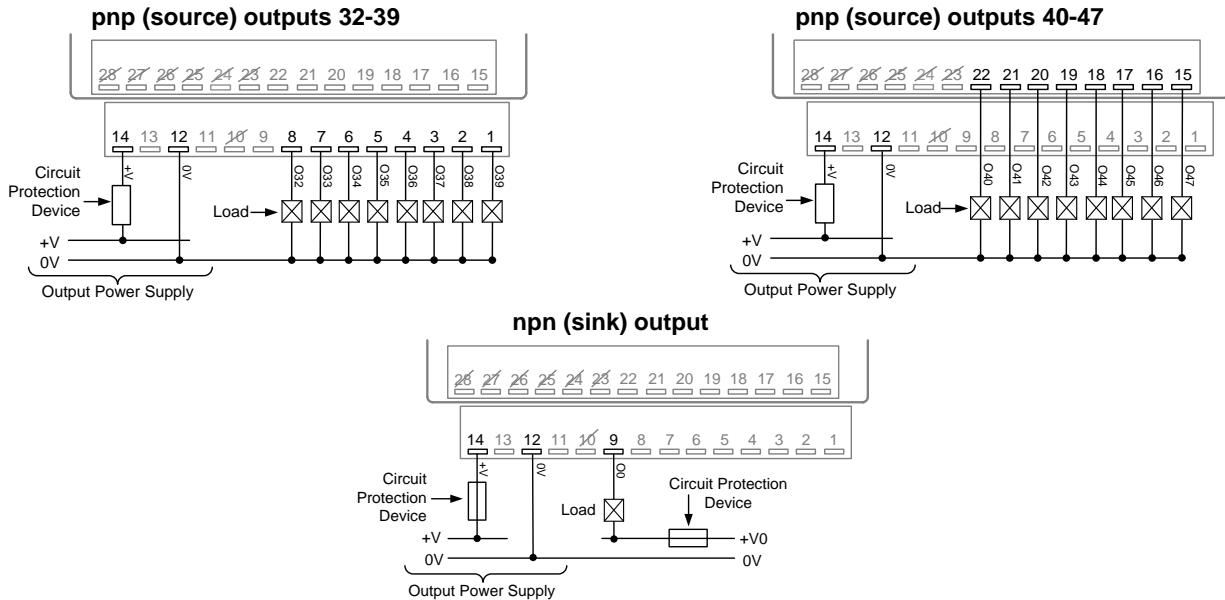 pnp (source) outputs 32-39
28 27 26 25 24 23 22 21 20 19 18 17 16 15
14 13 12 11 10 9 8 7 6 5 4 3 2 1
+V 0V O32 O33 O34 O35 O36 O37 O38 O39
Circuit
Protection
Device
Load
+V
0V
Output Power Supply
pnp (source) outputs 40-47
28 27 26 25 24 23 22 21 20 19 18 17 16 15
14 13 12 11 10 9 8 7 6 5 4 3 2 1
+V 0V O40 O41 O42 O43 O44 O45 O46 O47
Circuit
Protection
Device
Load
+V
0V
Output Power Supply
npn (sink) output
28 27 26 25 24 23 22 21 20 19 18 17 16 15
14 13 12 11 10 9 8 7 6 5 4 3 2 1
+V 0V O0
Circuit
Protection
Device
Load
Circuit Protection
Device
+V +V0
0V 0V
Output Power Supply